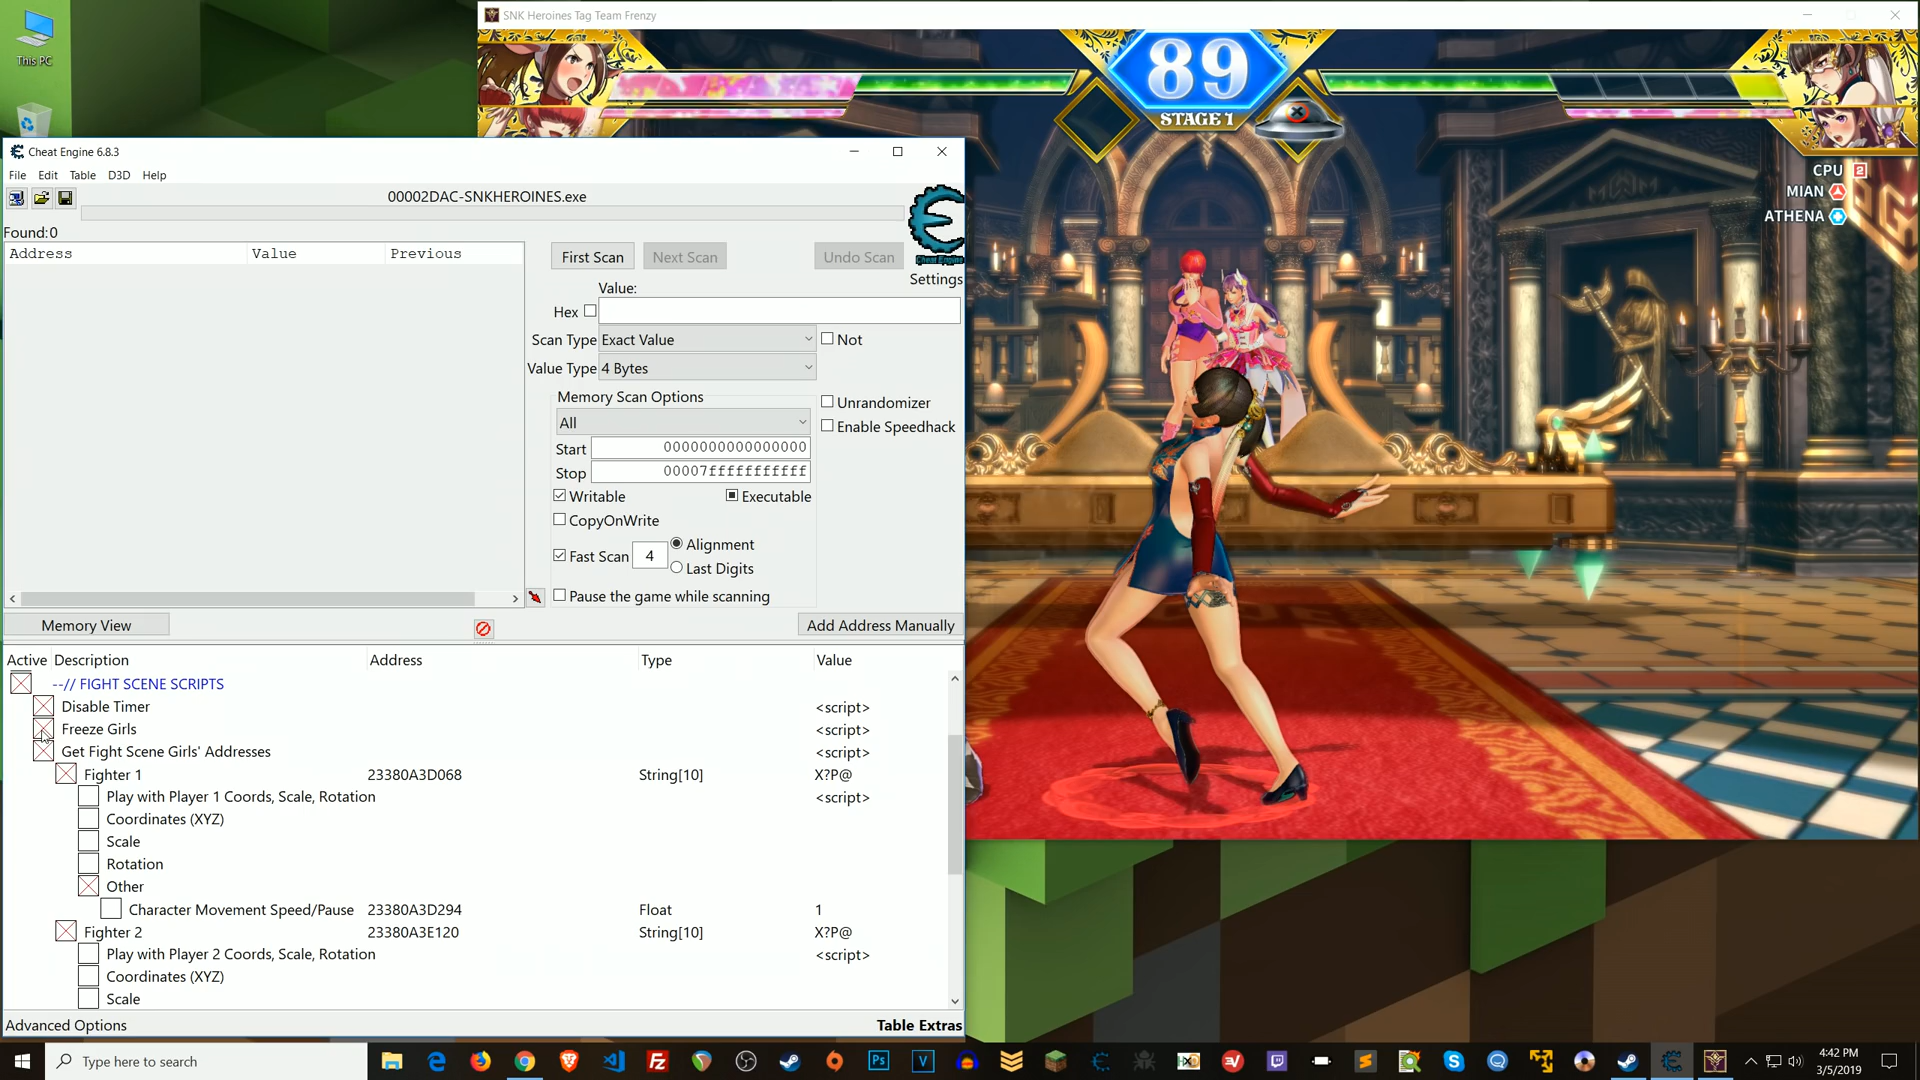 This PC
SNK Heroines Tag Team Frenzy
89
STAGE 1
CPU 2
MIAN
ATHENA
Cheat Engine 6.8.3
File Edit Table D3D Help
00002DAC-SNKHEROINES.exe
Found:0
Address Value Previous
First Scan Next Scan Undo Scan
Cheat Engine
Settings
Value:
Hex
Scan Type Exact Value Not
Value Type 4 Bytes
Memory Scan Options
All
Unrandomizer
Enable Speedhack
Start 0000000000000000
Stop 00007fffffffffff
Writable Executable
CopyOnWrite
Fast Scan 4 Alignment
Last Digits
Pause the game while scanning
Memory View Add Address Manually
Active Description Address Type Value
--// FIGHT SCENE SCRIPTS
Disable Timer <script>
Freeze Girls <script>
Get Fight Scene Girls' Addresses <script>
Fighter 1 23380A3D068 String[10] X?P@
Play with Player 1 Coords, Scale, Rotation <script>
Coordinates (XYZ)
Scale
Rotation
Other
Character Movement Speed/Pause 23380A3D294 Float 1
Fighter 2 23380A3E120 String[10] X?P@
Play with Player 2 Coords, Scale, Rotation <script>
Coordinates (XYZ)
Scale
Advanced Options Table Extras
Type here to search
4:42 PM
3/5/2019